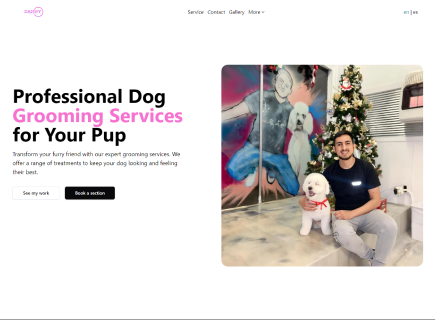 Service Contact Gallery More
en | es
Professional Dog
Grooming Services
for Your Pup
Transform your furry friend with our expert grooming services. We
offer a range of treatments to keep your dog looking and feeling
their best.
See my work Book a section